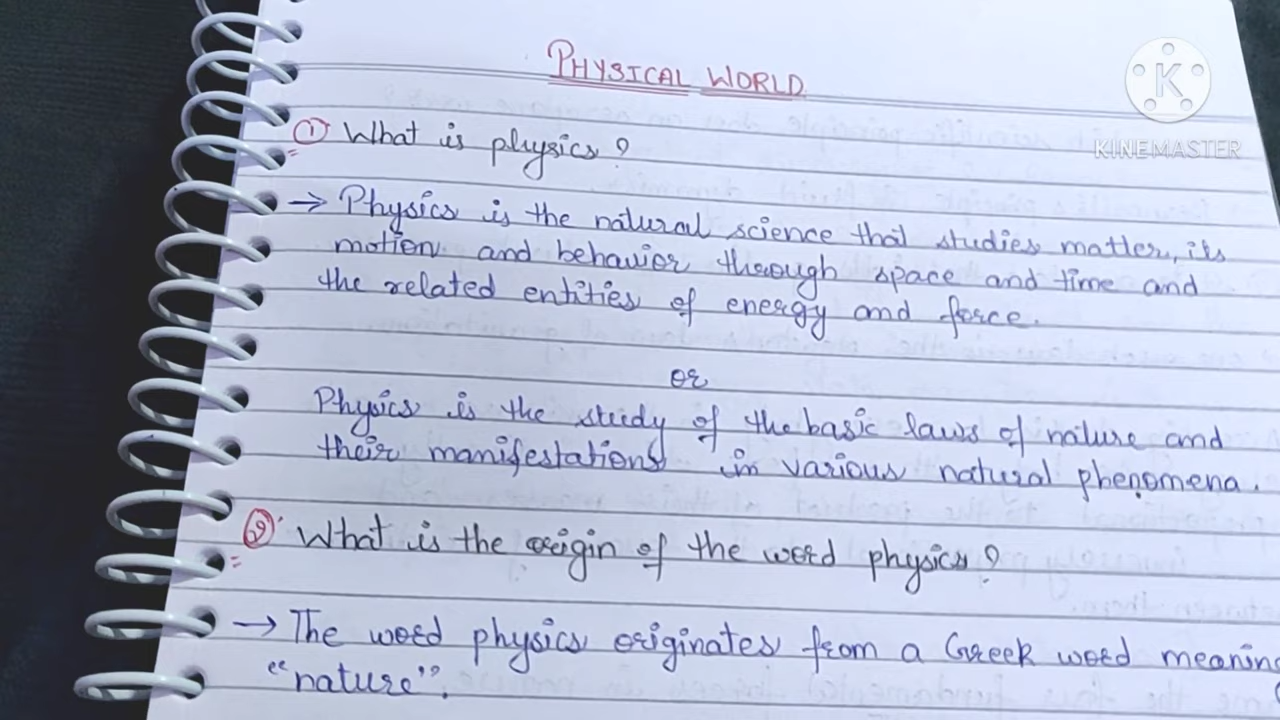 PHYSICAL WORLD
K
KINEMASTER
① What is physics?
→ Physics is the natural science that studies matter, its
motion and behavior through space and time and
the related entities of energy and force.
or
Physics is the study of the basic laws of nature and
their manifestations in various natural phenomena.
② What is the origin of the word physics?
→ The word physics originates from a Greek word meaning
"nature".